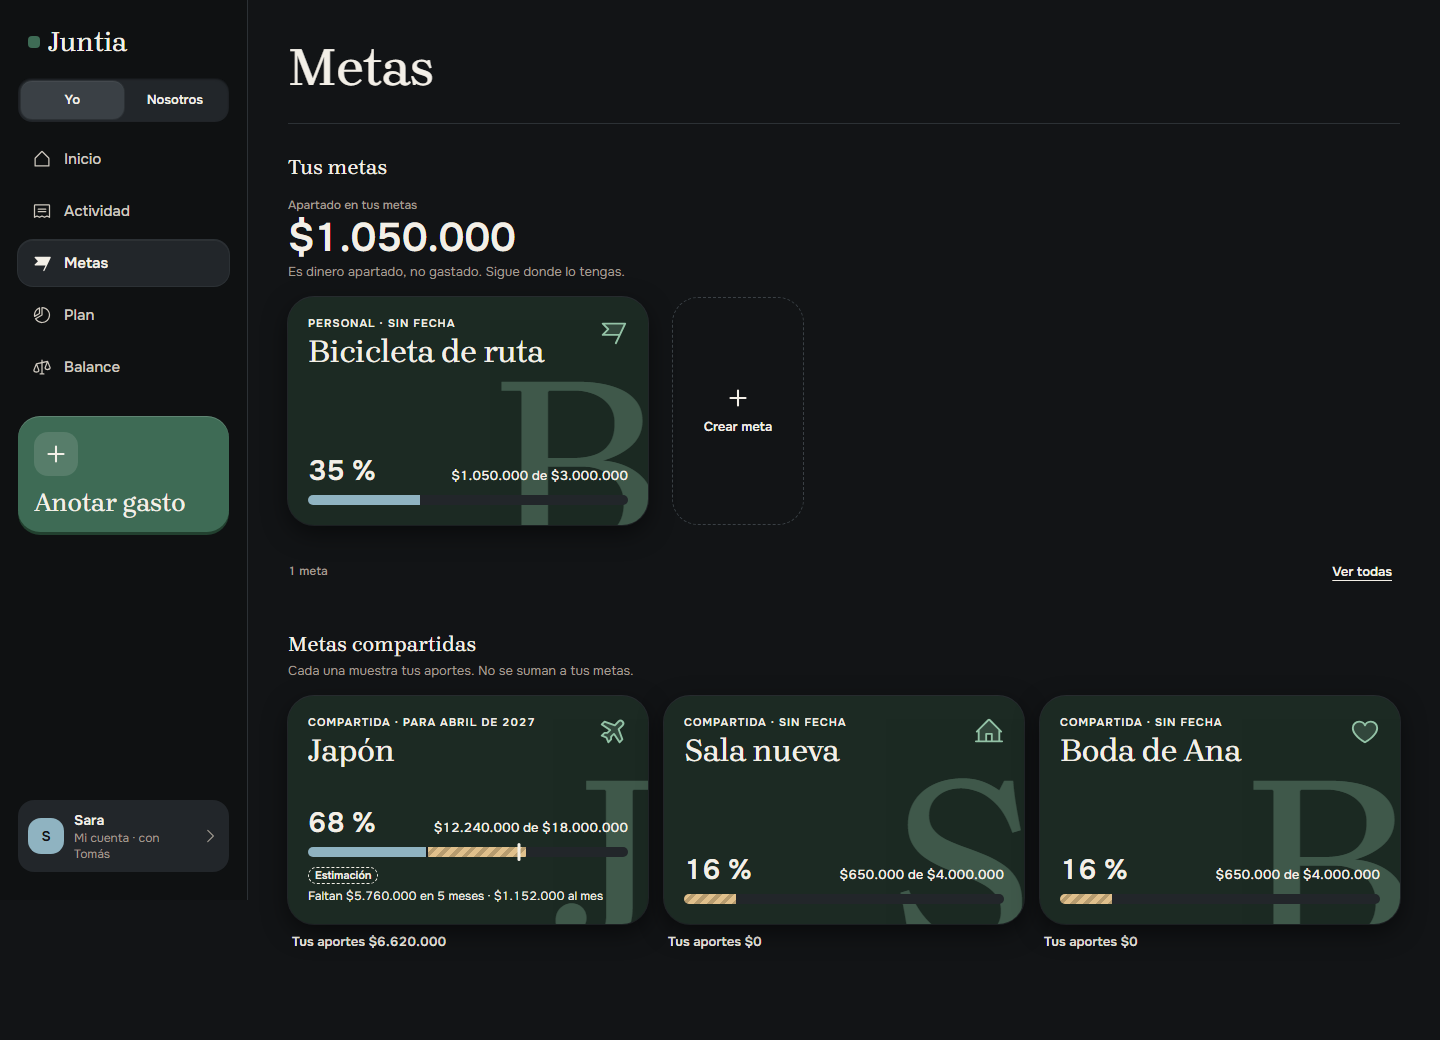 Juntia
Yo
Nosotros
Inicio
Actividad
Metas
Plan
Balance
Anotar gasto
S
Sara
Mi cuenta · con
Tomás
Metas
Tus metas
Apartado en tus metas
$1.050.000
Es dinero apartado, no gastado. Sigue donde lo tengas.
PERSONAL · SIN FECHA
Bicicleta de ruta
B
35 %
$1.050.000 de $3.000.000
Crear meta
1 meta
Ver todas
Metas compartidas
Cada una muestra tus aportes. No se suman a tus metas.
COMPARTIDA · PARA ABRIL DE 2027
Japón
J
68 %
$12.240.000 de $18.000.000
Estimación
Faltan $5.760.000 en 5 meses · $1.152.000 al mes
Tus aportes $6.620.000
COMPARTIDA · SIN FECHA
Sala nueva
S
16 %
$650.000 de $4.000.000
Tus aportes $0
COMPARTIDA · SIN FECHA
Boda de Ana
B
16 %
$650.000 de $4.000.000
Tus aportes $0